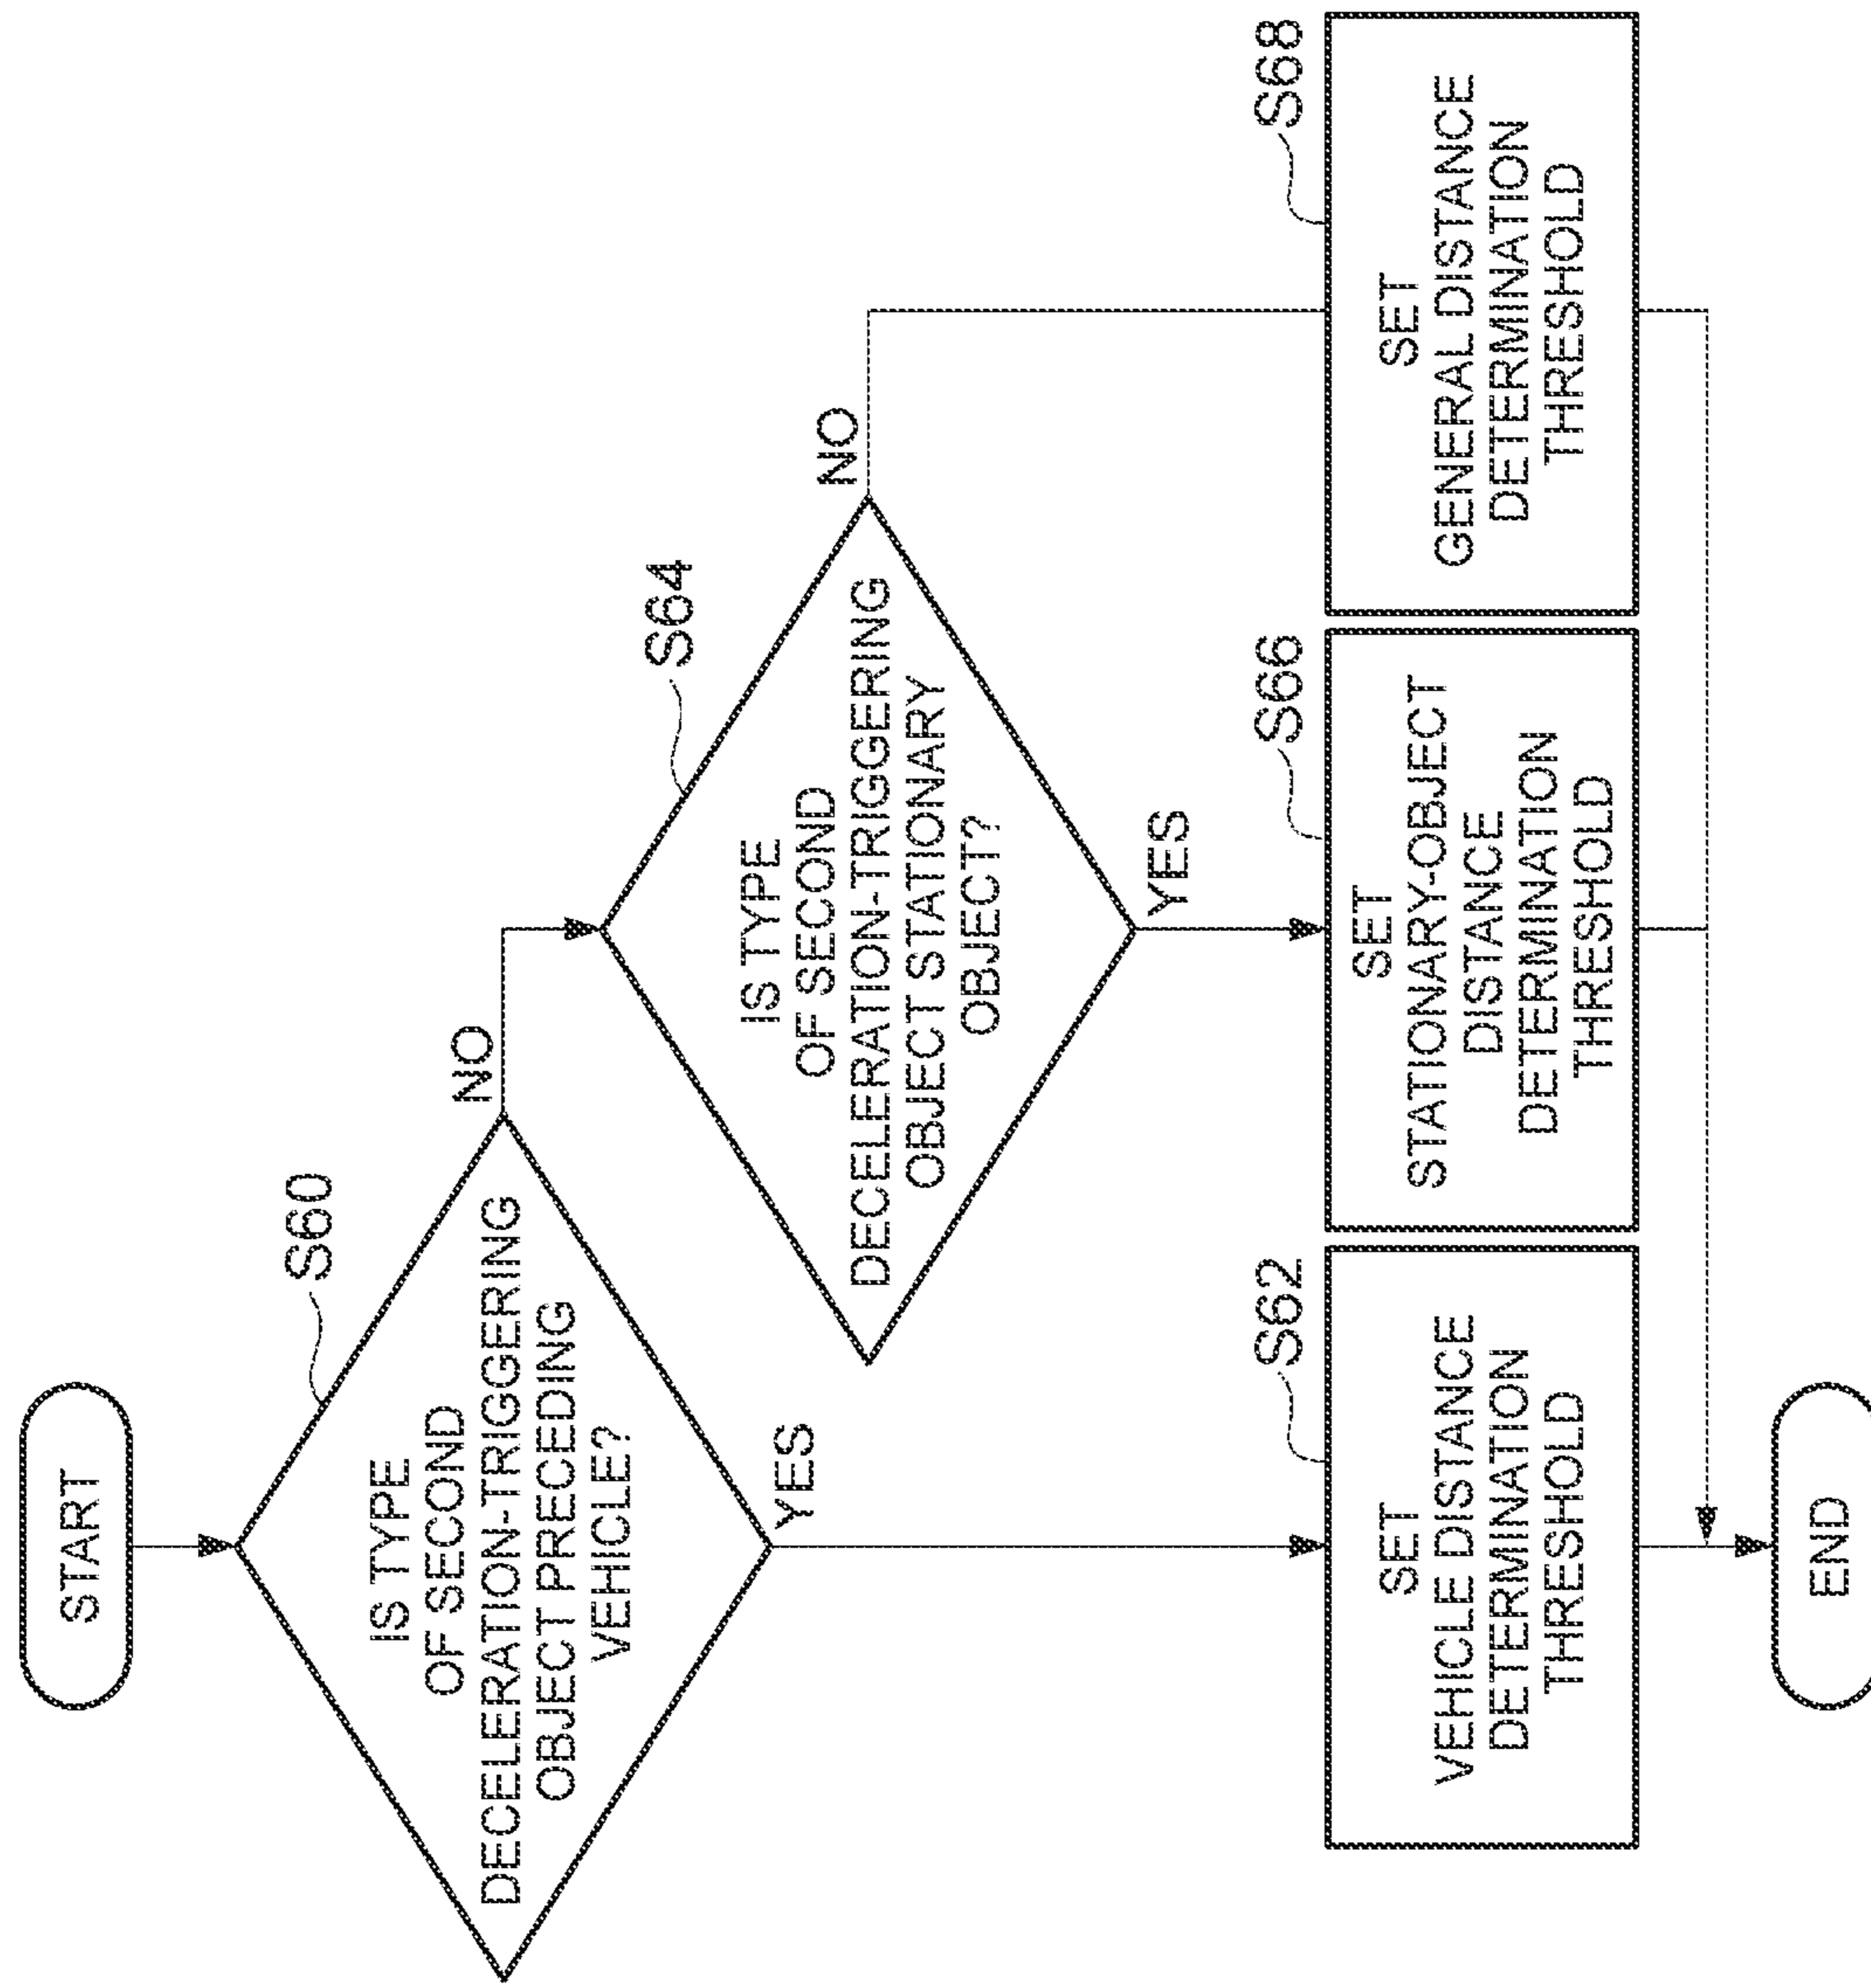 START
S60
IS TYPE
OF SECOND
DECELERATION-TRIGGERING
OBJECT PRECEDING
VEHICLE?
NO
YES
S64
IS TYPE
OF SECOND
DECELERATION-TRIGGERING
OBJECT STATIONARY
OBJECT?
NO
YES
S62
SET
VEHICLE DISTANCE
DETERMINATION
THRESHOLD
S66
SET
STATIONARY-OBJECT
DISTANCE
DETERMINATION
THRESHOLD
S68
SET
GENERAL DISTANCE
DETERMINATION
THRESHOLD
END